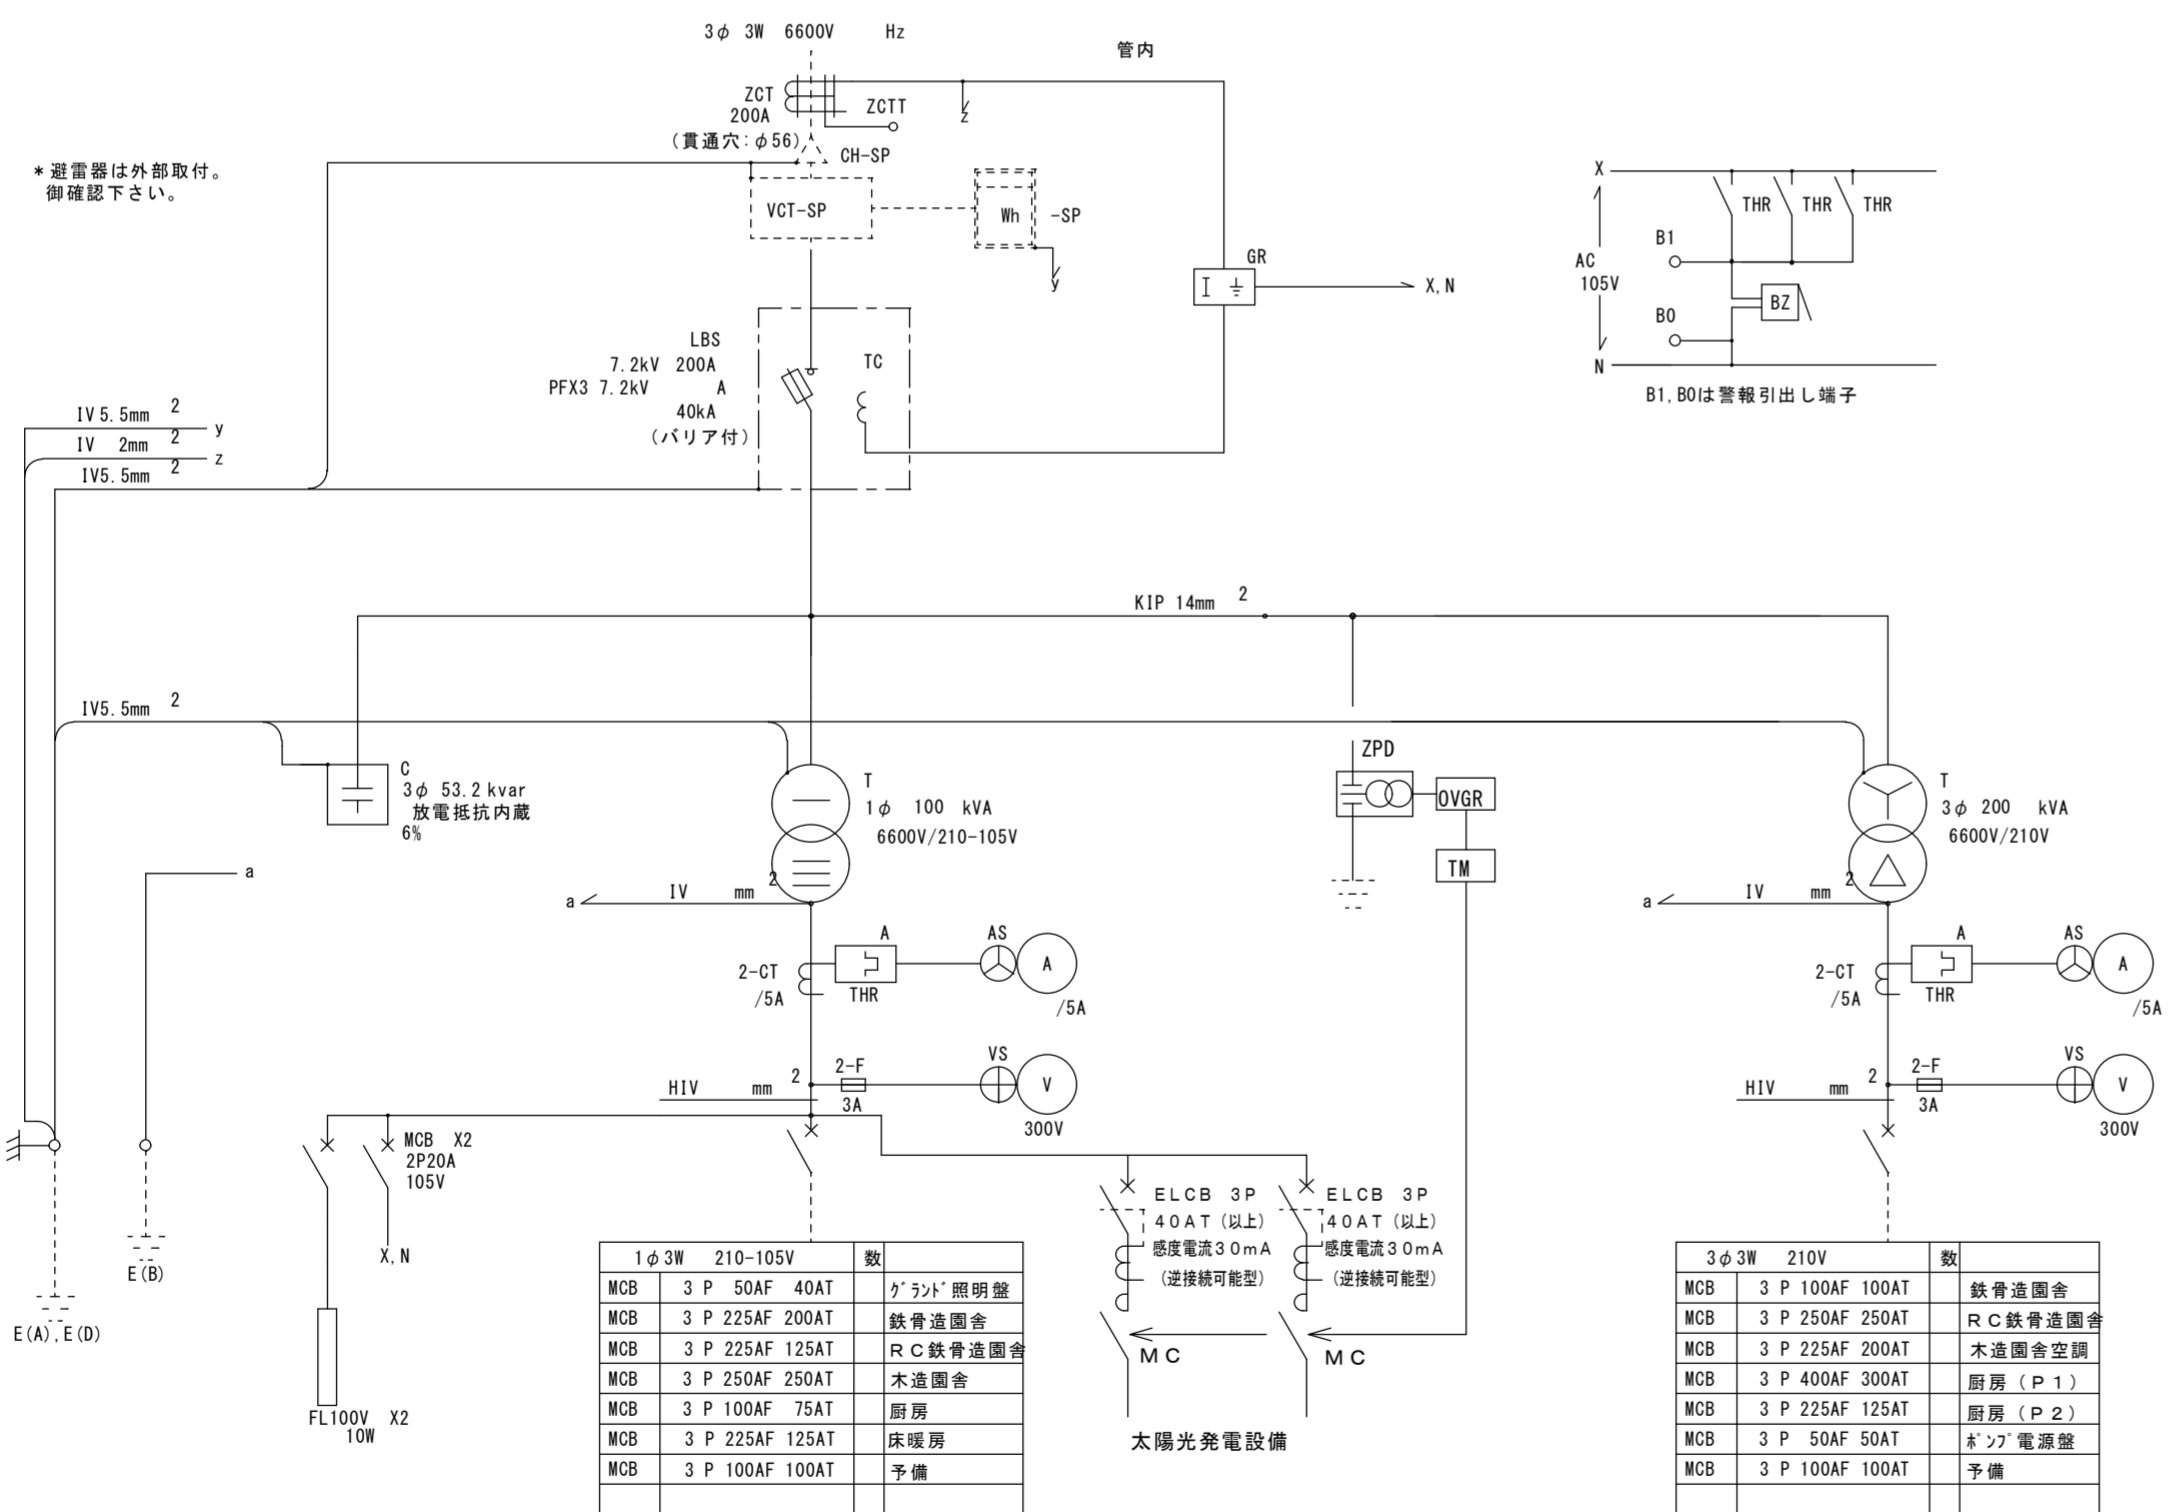 3φ 3W 6600V Hz
管内
ZCT
200A
(貫通穴:φ56)
ZCTT
z
CH-SP
*避雷器は外部取付。
御確認下さい。
VCT-SP
Wh -SP
y
GR
I
X,N
X
THR THR THR
B1
AC
105V
BZ
B0
N
B1,B0は警報引出し端子
LBS
7.2kV 200A
PFX3 7.2kV A
40kA
(バリア付)
TC
IV 5.5mm 2 y
IV 2mm 2 z
IV5.5mm 2
KIP 14mm 2
IV5.5mm 2
C
3φ 53.2 kvar
放電抵抗内蔵
6%
T
1φ 100 kVA
6600V/210-105V
ZPD
OVGR
TM
T
3φ 200 kVA
6600V/210V
a
a IV mm 2
a IV mm 2
2-CT
/5A
A
THR
AS
A
/5A
2-CT
/5A
A
THR
AS
A
/5A
HIV mm 2
2-F
3A
VS
V
300V
HIV mm 2
2-F
3A
VS
V
300V
MCB X2
2P20A
105V
X,N
E(B)
E(A),E(D)
FL100V X2
10W
ELCB 3P
40AT(以上)
感度電流30mA
(逆接続可能型)
ELCB 3P
40AT(以上)
感度電流30mA
(逆接続可能型)
MC
MC
太陽光発電設備
1φ3W 210-105V 数
MCB 3 P 50AF 40AT グランド照明盤
MCB 3 P 225AF 200AT 鉄骨造園舎
MCB 3 P 225AF 125AT RC鉄骨造園舎
MCB 3 P 250AF 250AT 木造園舎
MCB 3 P 100AF 75AT 厨房
MCB 3 P 225AF 125AT 床暖房
MCB 3 P 100AF 100AT 予備
3φ3W 210V 数
MCB 3 P 100AF 100AT 鉄骨造園舎
MCB 3 P 250AF 250AT RC鉄骨造園舎
MCB 3 P 225AF 200AT 木造園舎空調
MCB 3 P 400AF 300AT 厨房(P1)
MCB 3 P 225AF 125AT 厨房(P2)
MCB 3 P 50AF 50AT ポンプ電源盤
MCB 3 P 100AF 100AT 予備